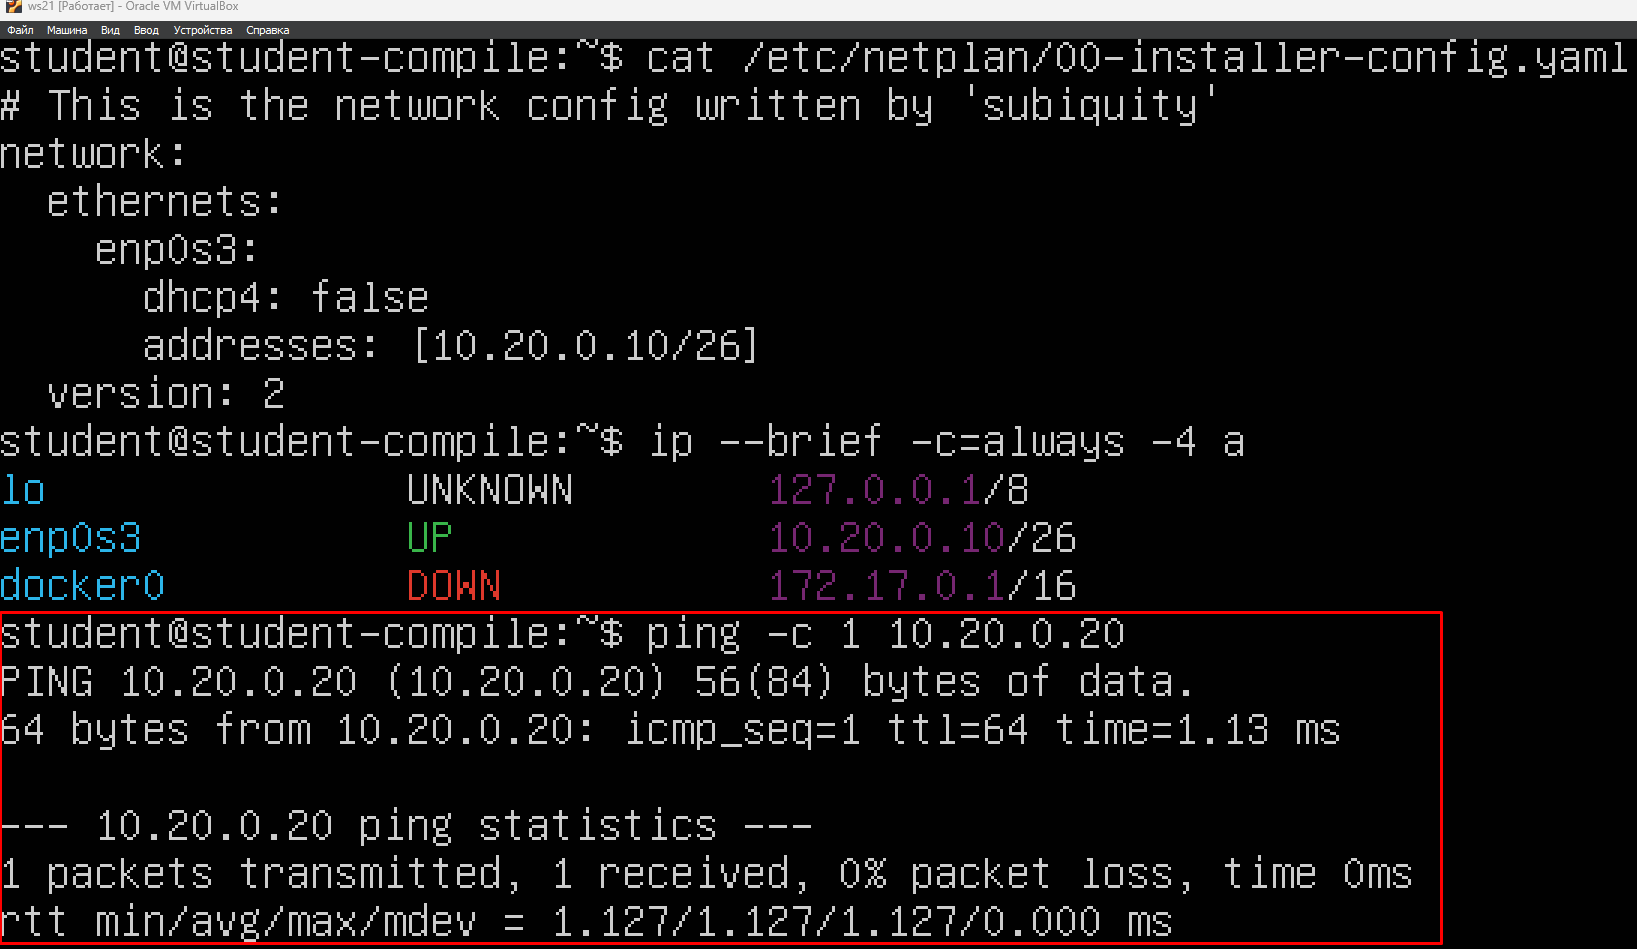 ws21 [Работает] - Oracle VM VirtualBox
Файл Машина Вид Ввод Устройства Справка
student@student-compile:~$ cat /etc/netplan/00-installer-config.yaml
# This is the network config written by 'subiquity'
network:
  ethernets:
    enp0s3:
      dhcp4: false
      addresses: [10.20.0.10/26]
  version: 2
student@student-compile:~$ ip --brief -c=always -4 a
lo               UNKNOWN        127.0.0.1/8
enp0s3           UP             10.20.0.10/26
docker0          DOWN           172.17.0.1/16
student@student-compile:~$ ping -c 1 10.20.0.20
PING 10.20.0.20 (10.20.0.20) 56(84) bytes of data.
64 bytes from 10.20.0.20: icmp_seq=1 ttl=64 time=1.13 ms

--- 10.20.0.20 ping statistics ---
1 packets transmitted, 1 received, 0% packet loss, time 0ms
rtt min/avg/max/mdev = 1.127/1.127/1.127/0.000 ms